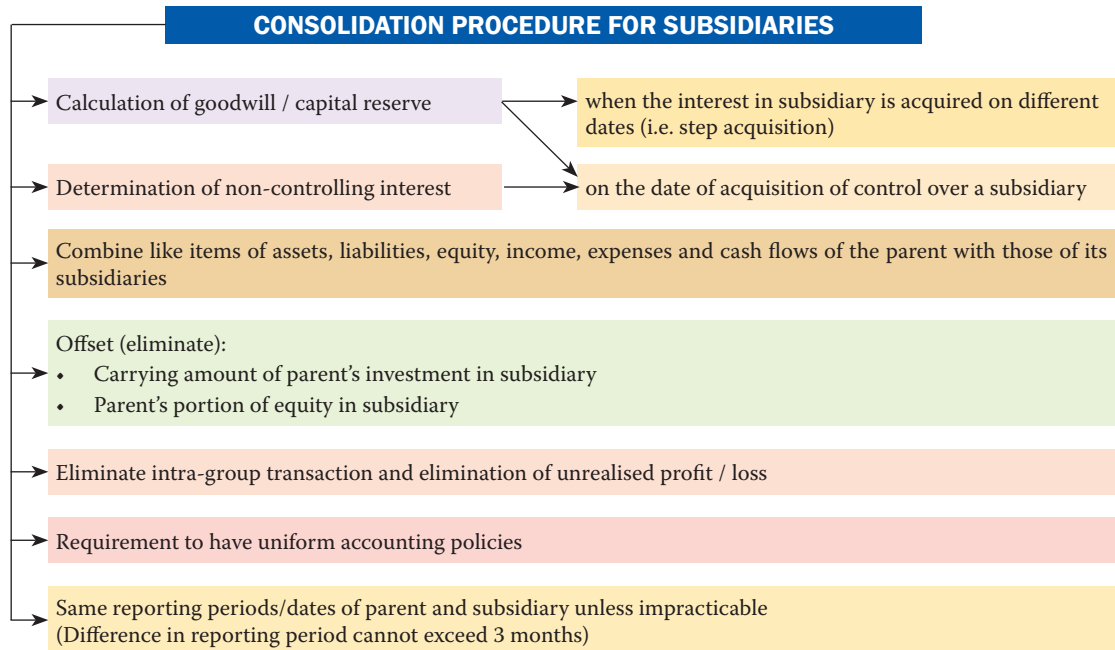 CONSOLIDATION PROCEDURE FOR SUBSIDIARIES
Calculation of goodwill / capital reserve
when the interest in subsidiary is acquired on different
dates (i.e. step acquisition)
Determination of non-controlling interest
on the date of acquisition of control over a subsidiary
Combine like items of assets, liabilities, equity, income, expenses and cash flows of the parent with those of its
subsidiaries
Offset (eliminate):
• Carrying amount of parent’s investment in subsidiary
• Parent’s portion of equity in subsidiary
Eliminate intra-group transaction and elimination of unrealised profit / loss
Requirement to have uniform accounting policies
Same reporting periods/dates of parent and subsidiary unless impracticable
(Difference in reporting period cannot exceed 3 months)